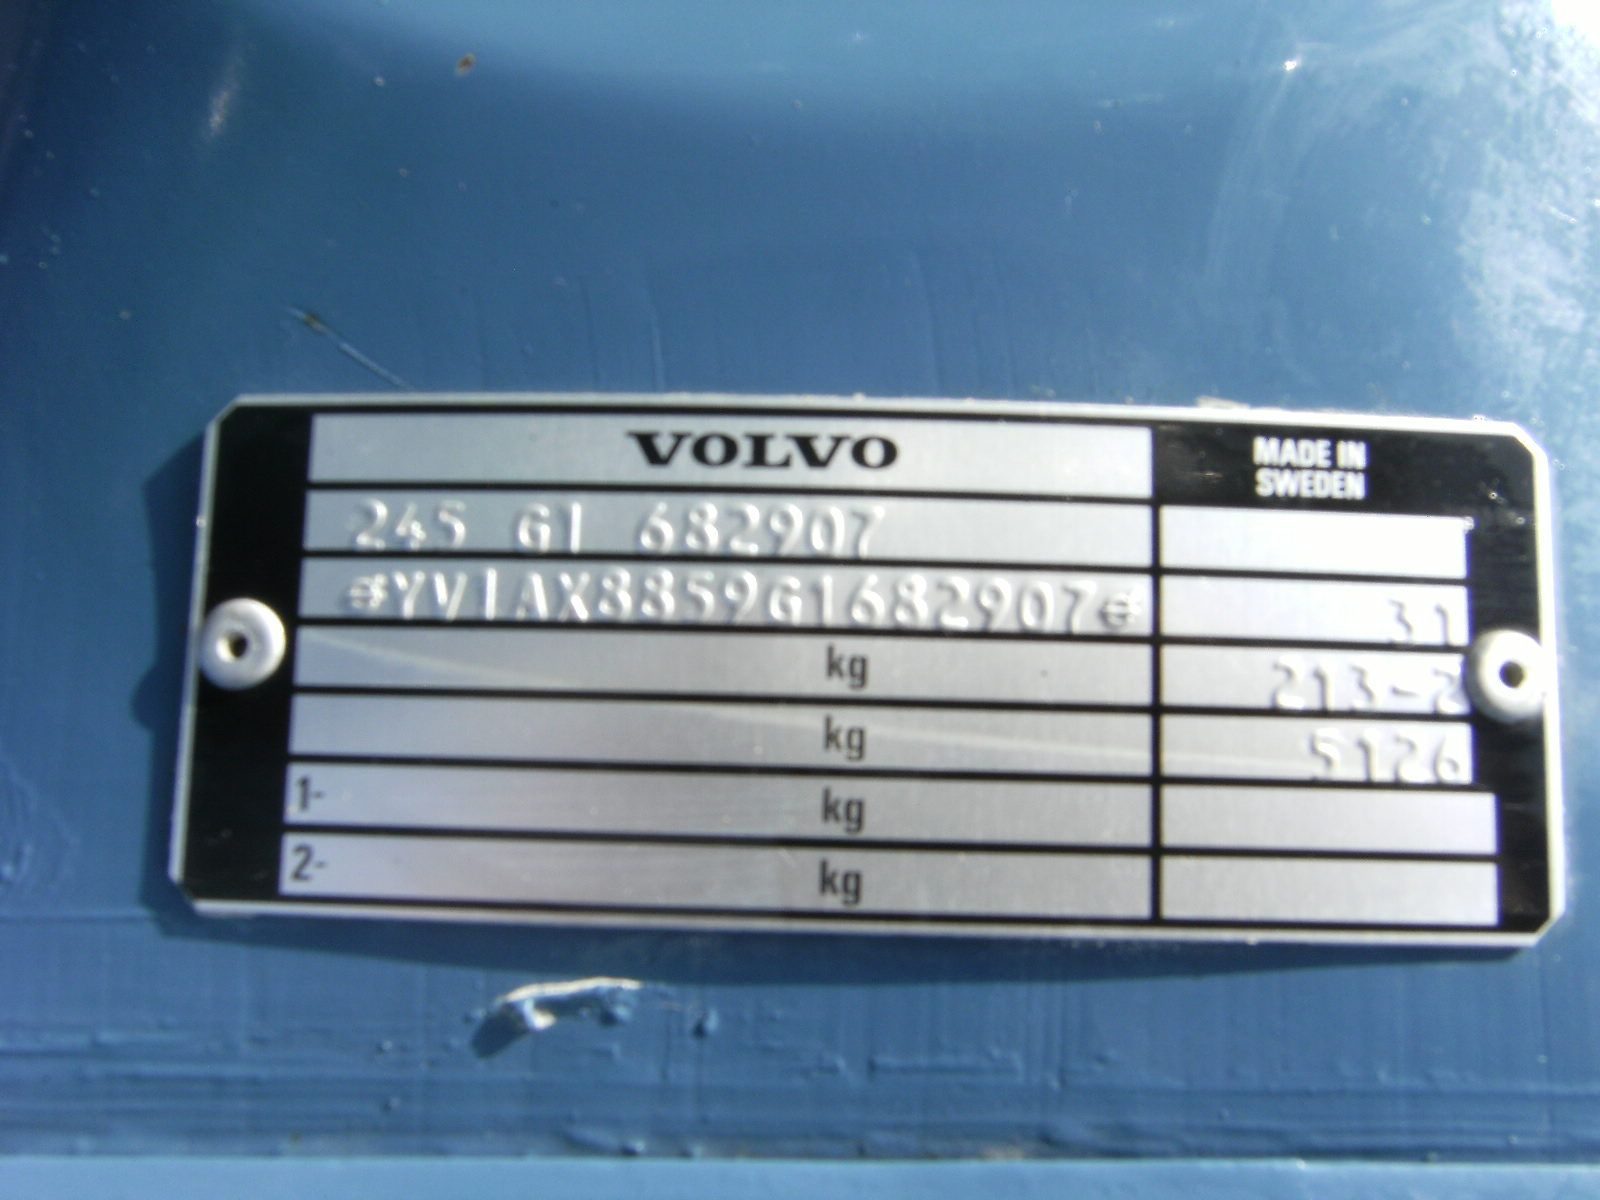 VOLVO
MADE IN
SWEDEN
245 G1 682907
YV1AX8859G1682907
31
kg
213-2
kg
5126
1- kg
2- kg